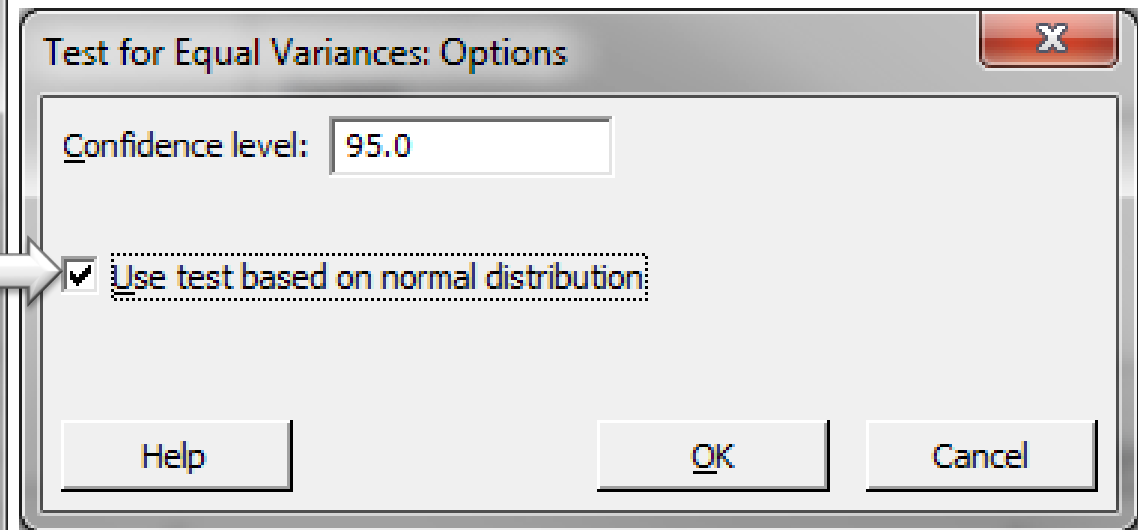 Test for Equal Variances: Options
Confidence level: 95.0
Use test based on normal distribution
Help OK Cancel